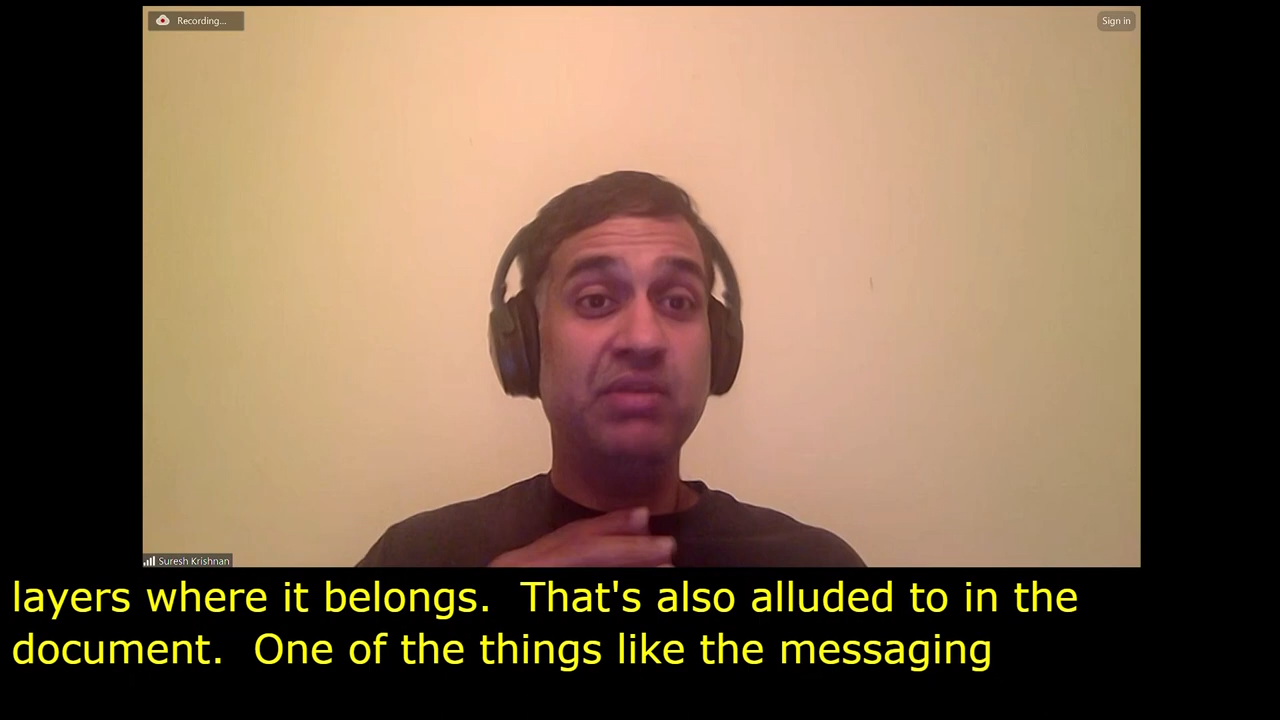 Recording...
Sign in
Suresh Krishnan
layers where it belongs.  That's also alluded to in the
document.  One of the things like the messaging